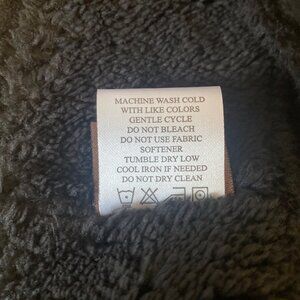 MACHINE WASH COLD
WITH LIKE COLORS
GENTLE CYCLE
DO NOT BLEACH
DO NOT USE FABRIC
SOFTENER
TUMBLE DRY LOW
COOL IRON IF NEEDED
DO NOT DRY CLEAN